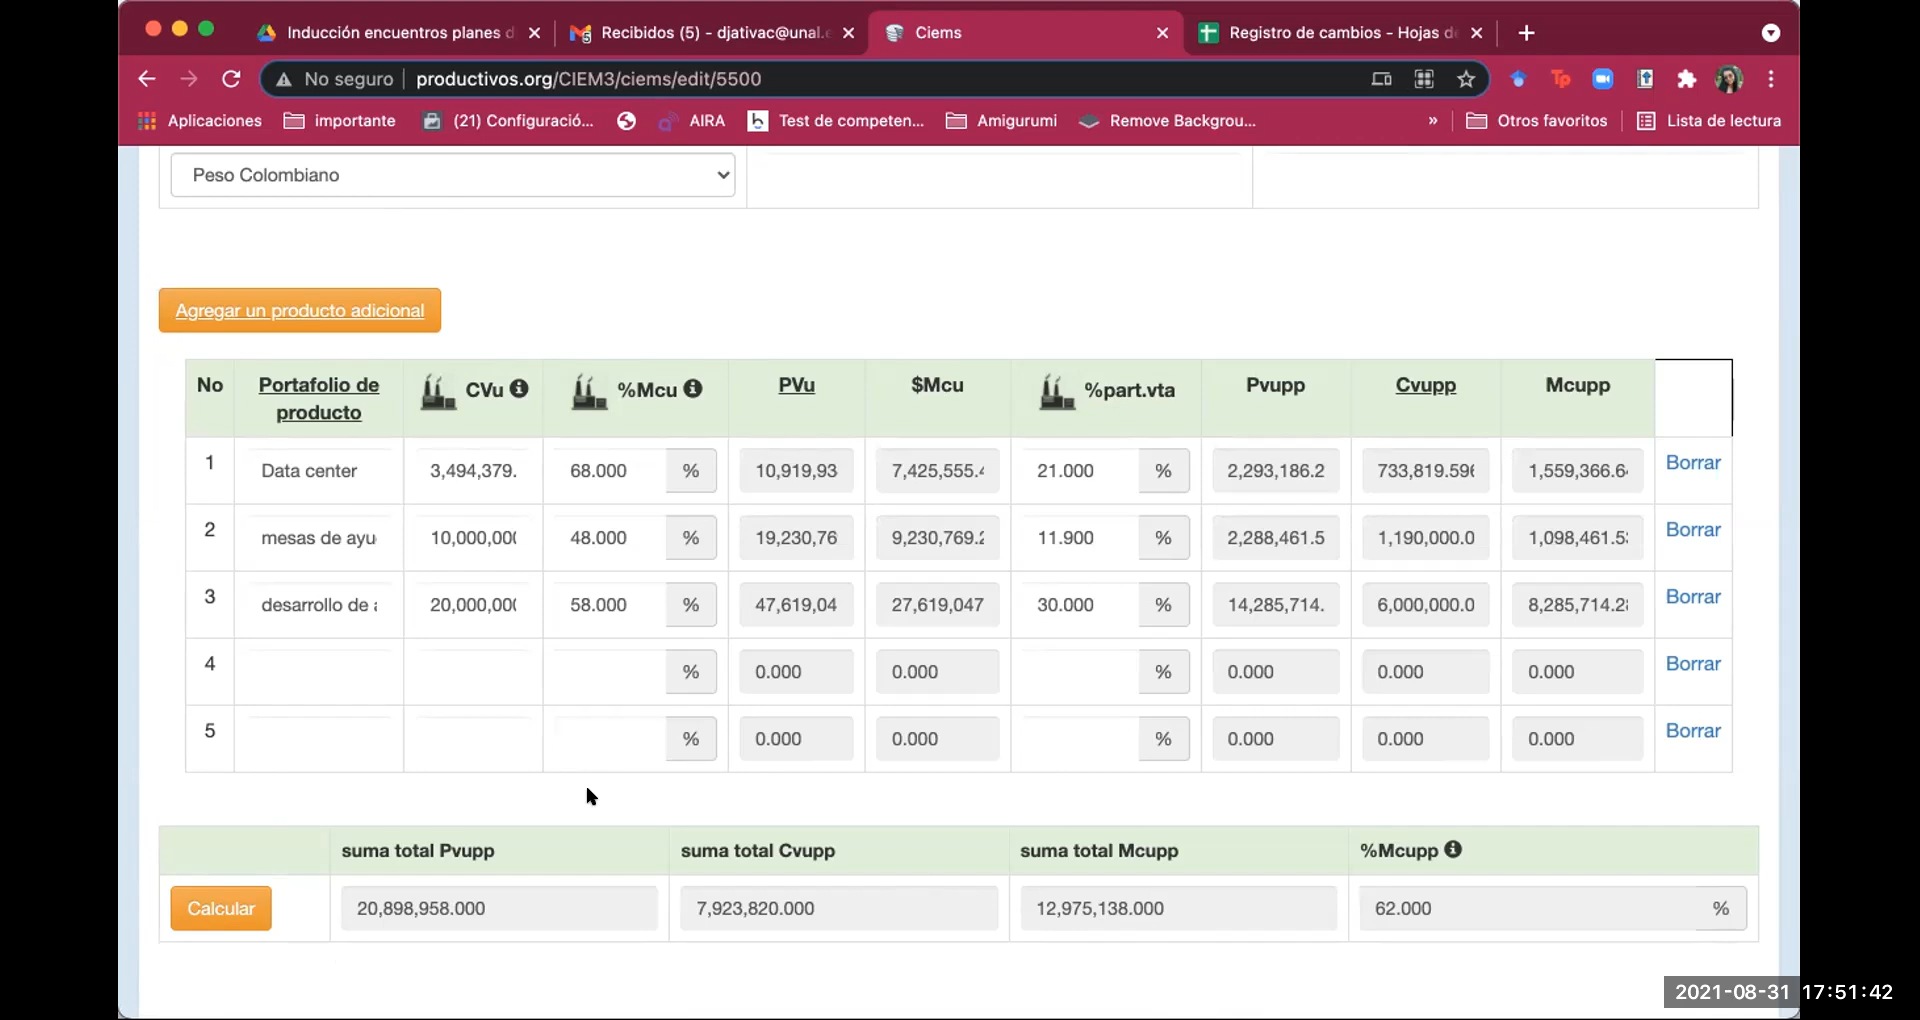 Inducción encuentros planes d
Recibidos (5) - djativac@unal.e
Ciems
Registro de cambios - Hojas de
No seguro
productivos.org/CIEM3/ciems/edit/5500
Aplicaciones
importante
(21) Configuració...
AIRA
Test de competen...
Amigurumi
Remove Backgrou...
»
Otros favoritos
Lista de lectura
Peso Colombiano
Agregar un producto adicional
No Portafolio de producto CVu %Mcu PVu $Mcu %part.vta Pvupp Cvupp Mcupp
1 Data center 3,494,379. 68.000 % 10,919,93 7,425,555.4 21.000 % 2,293,186.2 733,819.596 1,559,366.64 Borrar
2 mesas de ayu 10,000,000 48.000 % 19,230,76 9,230,769.2 11.900 % 2,288,461.5 1,190,000.0 1,098,461.53 Borrar
3 desarrollo de a 20,000,000 58.000 % 47,619,04 27,619,047 30.000 % 14,285,714. 6,000,000.0 8,285,714.28 Borrar
4 % 0.000 0.000 % 0.000 0.000 0.000 Borrar
5 % 0.000 0.000 % 0.000 0.000 0.000 Borrar
suma total Pvupp suma total Cvupp suma total Mcupp %Mcupp
Calcular 20,898,958.000 7,923,820.000 12,975,138.000 62.000 %
2021-08-31 17:51:42